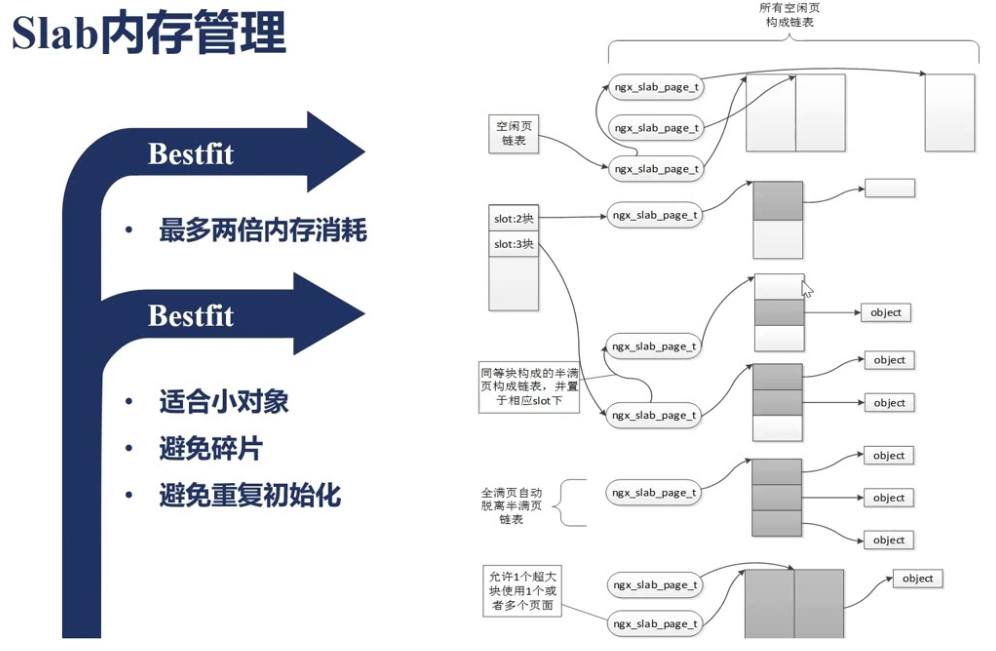 Slab内存管理
Bestfit
最多两倍内存消耗
Bestfit
适合小对象
避免碎片
避免重复初始化
所有空闲页
构成链表
ngx_slab_page_t
ngx_slab_page_t
空闲页
链表
ngx_slab_page_t
slot:2块
ngx_slab_page_t
slot:3块
object
ngx_slab_page_t
object
同等块构成的半满
页构成链表，并置
于相应slot下
object
ngx_slab_page_t
object
全满页自动
脱离半满页
链表
ngx_slab_page_t
object
object
允许1个超大
块使用1个或
者多个页面
ngx_slab_page_t
object
ngx_slab_page_t